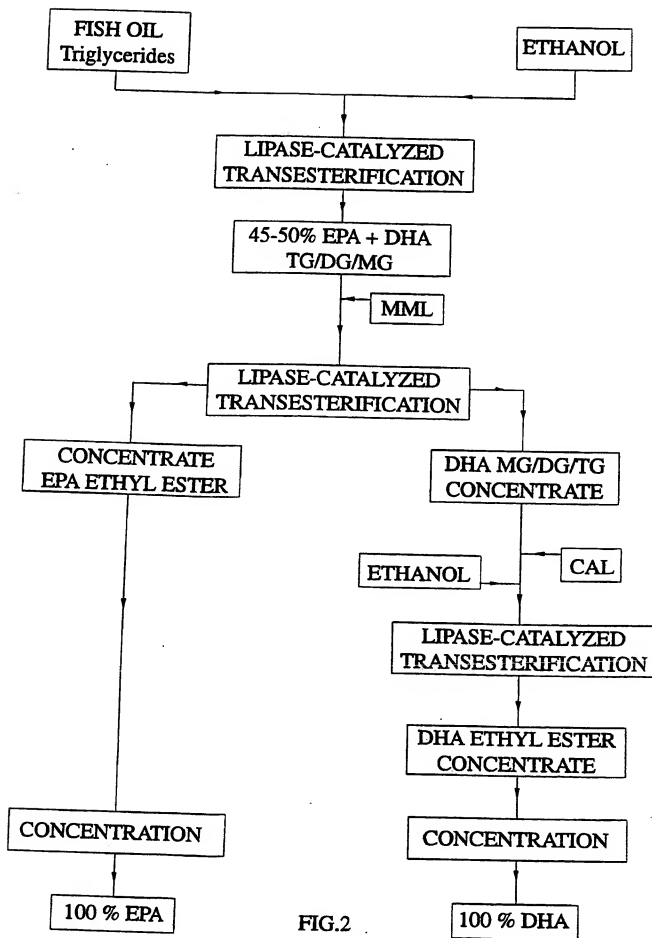 FISH OIL
Triglycerides
ETHANOL
LIPASE-CATALYZED
TRANSESTERIFICATION
45-50% EPA + DHA
TG/DG/MG
MML
LIPASE-CATALYZED
TRANSESTERIFICATION
CONCENTRATE
EPA ETHYL ESTER
DHA MG/DG/TG
CONCENTRATE
ETHANOL
CAL
LIPASE-CATALYZED
TRANSESTERIFICATION
DHA ETHYL ESTER
CONCENTRATE
CONCENTRATION
CONCENTRATION
100 % EPA
FIG.2
100 % DHA